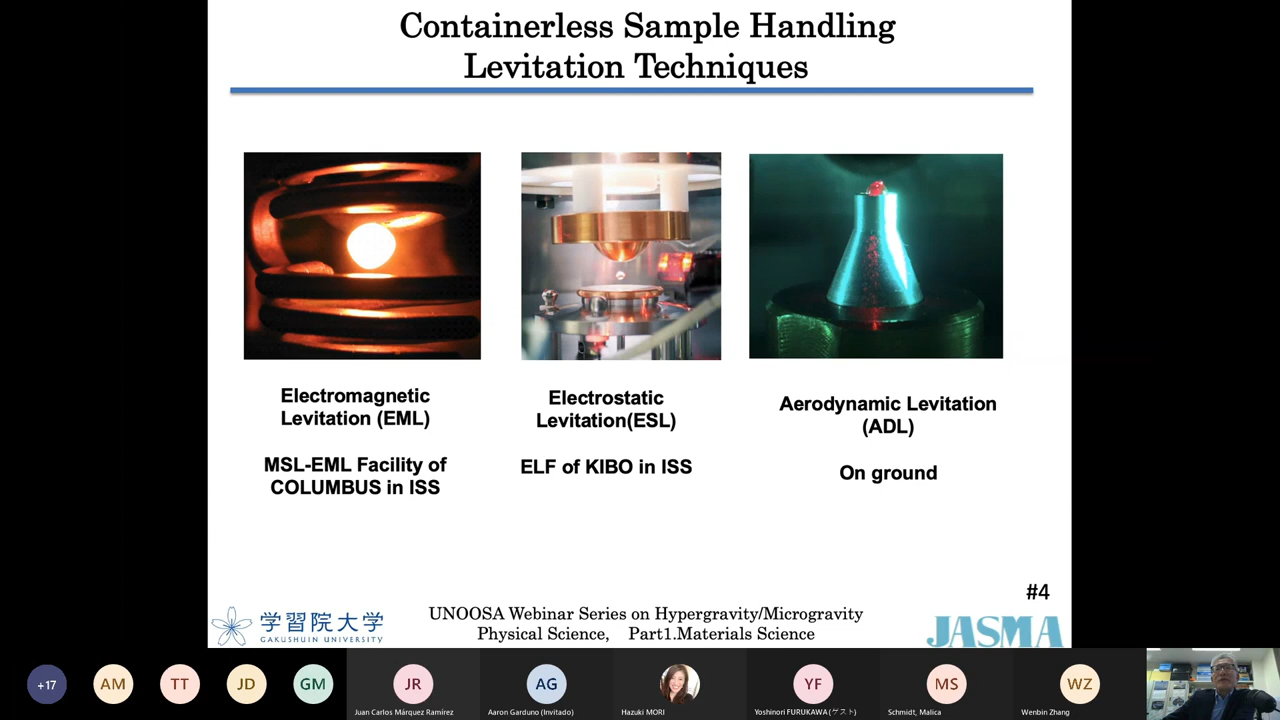 Containerless Sample Handling
Levitation Techniques
Electromagnetic
Levitation (EML)
MSL-EML Facility of
COLUMBUS in ISS
Electrostatic
Levitation(ESL)
ELF of KIBO in ISS
Aerodynamic Levitation
(ADL)
On ground
#4
学習院大学
GAKUSHUIN UNIVERSITY
UNOOSA Webinar Series on Hypergravity/Microgravity
Physical Science, Part1.Materials Science
JASMA
+17
AM
TT
JD
GM
JR
Juan Carlos Márquez Ramírez
AG
Aaron Garduno (Invitado)
Hazuki MORI
YF
Yoshinori FURUKAWA (ゲスト)
MS
Schmidt, Malica
WZ
Wenbin Zhang